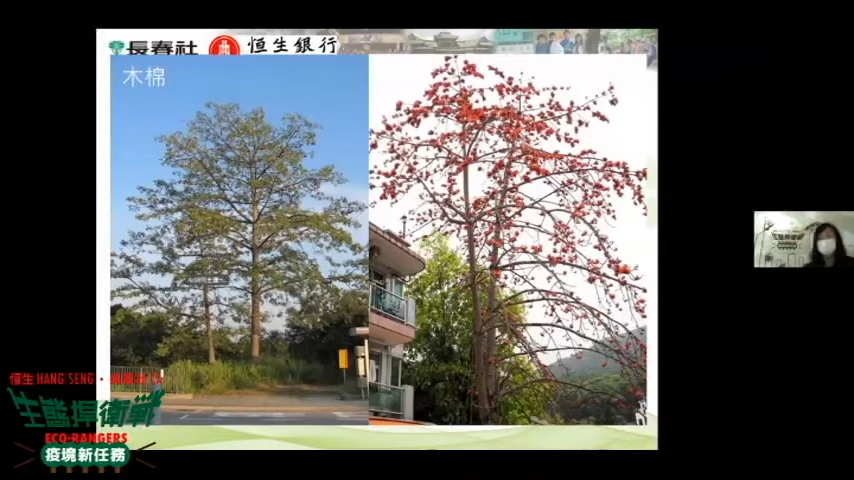 長春社 恒生銀行
木棉
恒生 HANG SENG
生態捍衛戰
ECO-RANGERS
疫境新任務